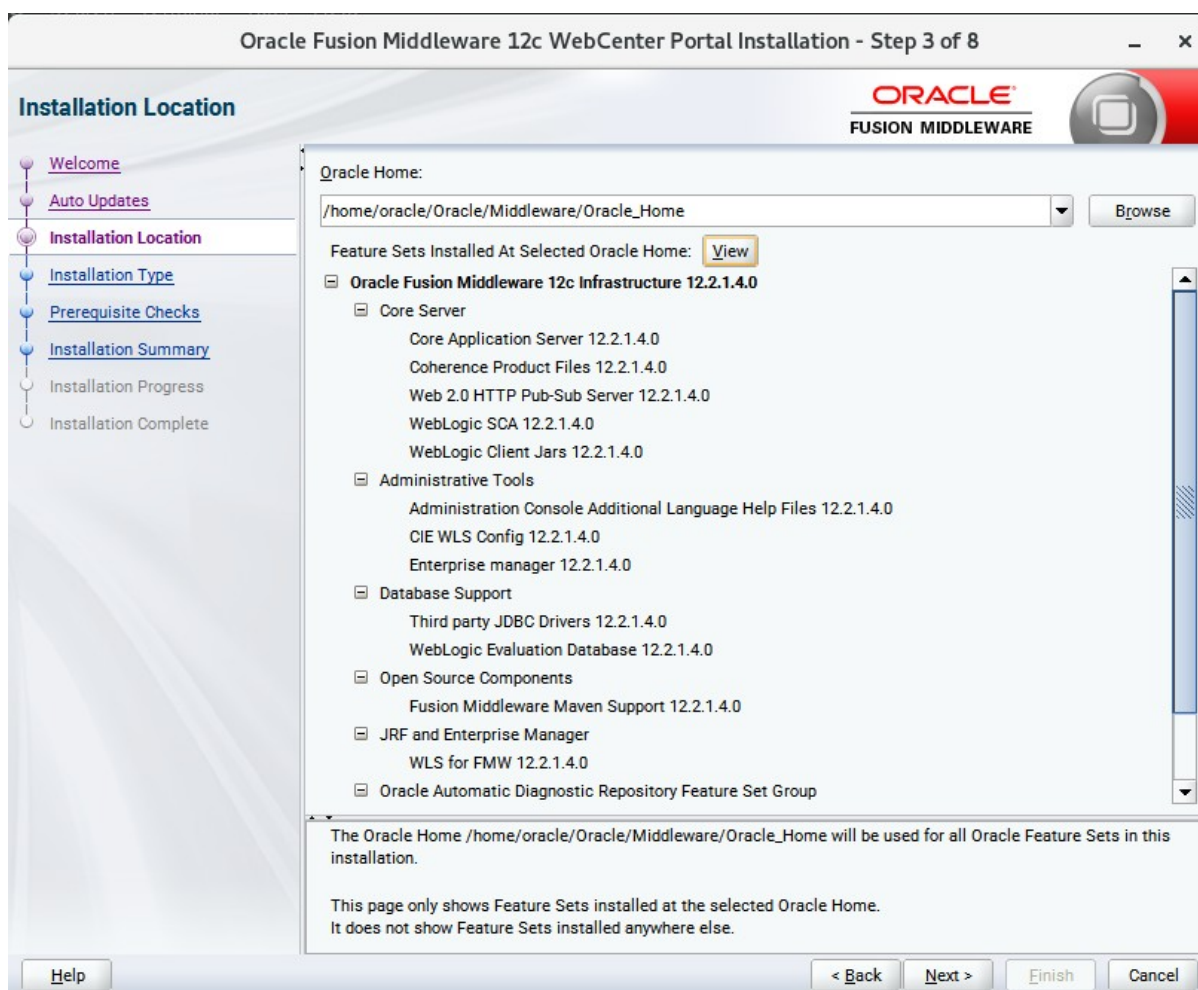 Oracle Fusion Middleware 12c WebCenter Portal Installation - Step 3 of 8
Installation Location
ORACLE
FUSION MIDDLEWARE
Welcome
Auto Updates
Installation Location
Installation Type
Prerequisite Checks
Installation Summary
Installation Progress
Installation Complete
Oracle Home:
/home/oracle/Oracle/Middleware/Oracle_Home
Browse
Feature Sets Installed At Selected Oracle Home: View
Oracle Fusion Middleware 12c Infrastructure 12.2.1.4.0
Core Server
Core Application Server 12.2.1.4.0
Coherence Product Files 12.2.1.4.0
Web 2.0 HTTP Pub-Sub Server 12.2.1.4.0
WebLogic SCA 12.2.1.4.0
WebLogic Client Jars 12.2.1.4.0
Administrative Tools
Administration Console Additional Language Help Files 12.2.1.4.0
CIE WLS Config 12.2.1.4.0
Enterprise manager 12.2.1.4.0
Database Support
Third party JDBC Drivers 12.2.1.4.0
WebLogic Evaluation Database 12.2.1.4.0
Open Source Components
Fusion Middleware Maven Support 12.2.1.4.0
JRF and Enterprise Manager
WLS for FMW 12.2.1.4.0
Oracle Automatic Diagnostic Repository Feature Set Group
The Oracle Home /home/oracle/Oracle/Middleware/Oracle_Home will be used for all Oracle Feature Sets in this
installation.
This page only shows Feature Sets installed at the selected Oracle Home.
It does not show Feature Sets installed anywhere else.
Help
< Back
Next >
Finish
Cancel